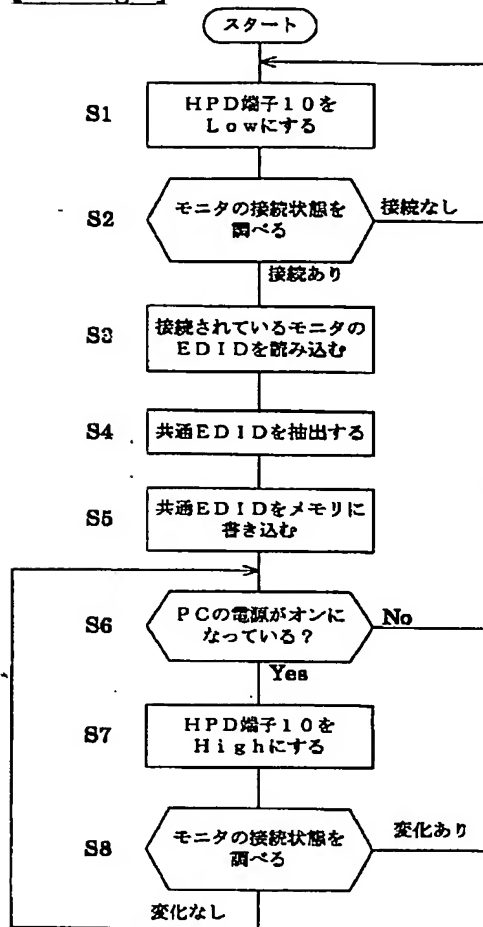 スタート
S1
HPD端子10を
Lowにする
S2
モニタの接続状態を
調べる
接続なし
接続あり
S3
接続されているモニタの
EDIDを読み込む
S4
共通EDIDを抽出する
S5
共通EDIDをメモリに
書き込む
S6
PCの電源がオンに
なっている?
No
Yes
S7
HPD端子10を
Highにする
S8
モニタの接続状態を
調べる
変化あり
変化なし